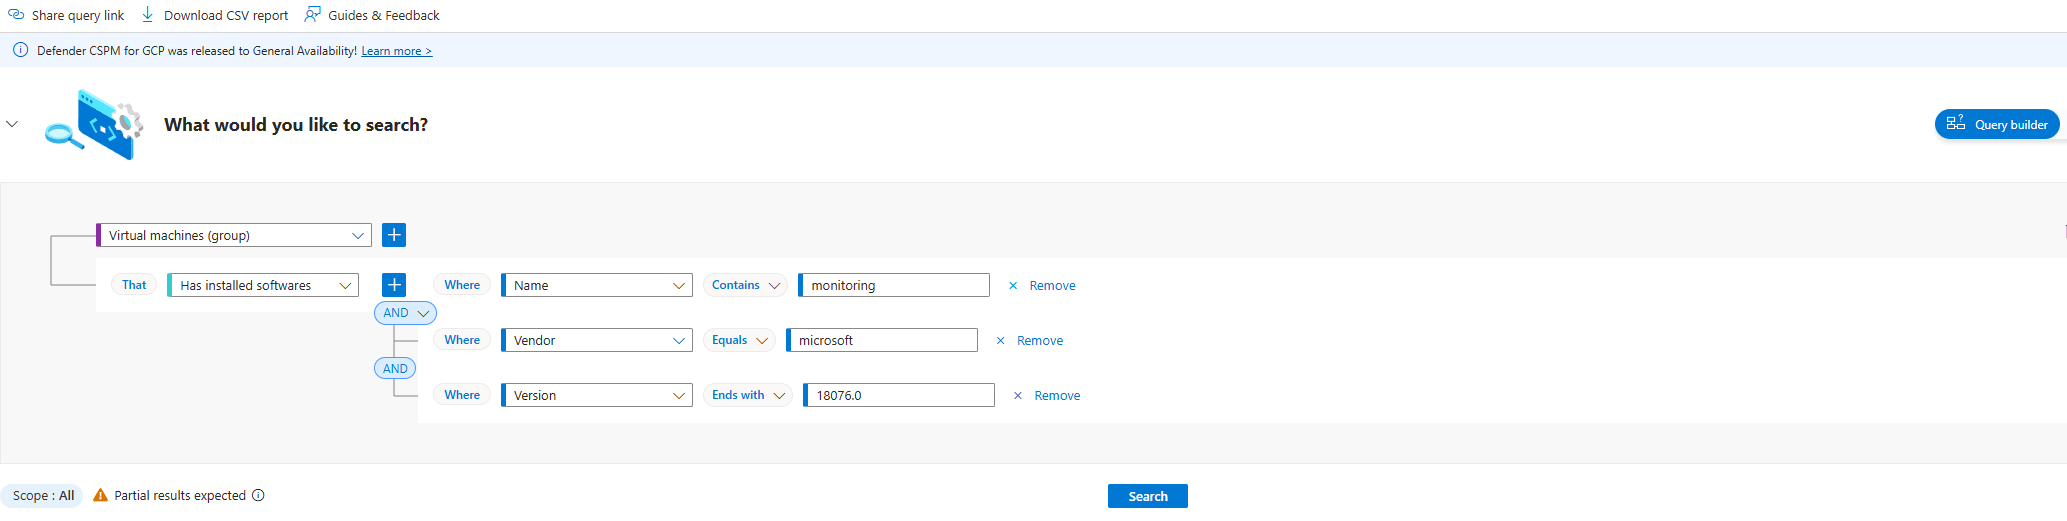 Share query link Download CSV report Guides & Feedback
Defender CSPM for GCP was released to General Availability! Learn more >
What would you like to search?
Query builder
Virtual machines (group)
That Has installed softwares Where Name Contains monitoring Remove
AND
Where Vendor Equals microsoft Remove
AND
Where Version Ends with 18076.0 Remove
Scope : All Partial results expected Search